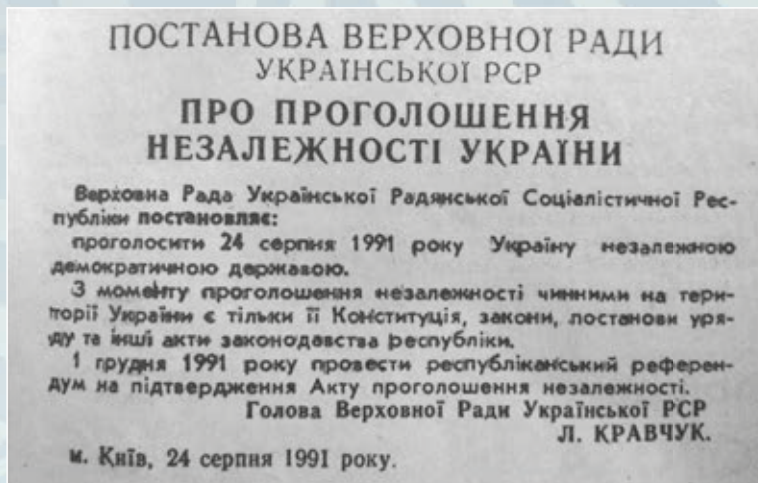 ПОСТАНОВА ВЕРХОВНОЇ РАДИ
УКРАЇНСЬКОЇ РСР
ПРО ПРОГОЛОШЕННЯ
НЕЗАЛЕЖНОСТІ УКРАЇНИ
Верховна Рада Української Радянської Соціалістичної Рес-
публіки постановляє:
проголосити 24 серпня 1991 року Україну незалежною
демократичною державою.
З моменту проголошення незалежності чинними на тери-
торії України є тільки її Конституція, закони, постанови уря-
ду та інші акти законодавства республіки.
1 грудня 1991 року провести республіканський референ-
дум на підтвердження Акту проголошення незалежності.
Голова Верховної Ради Української РСР
Л. КРАВЧУК.
м. Київ, 24 серпня 1991 року.